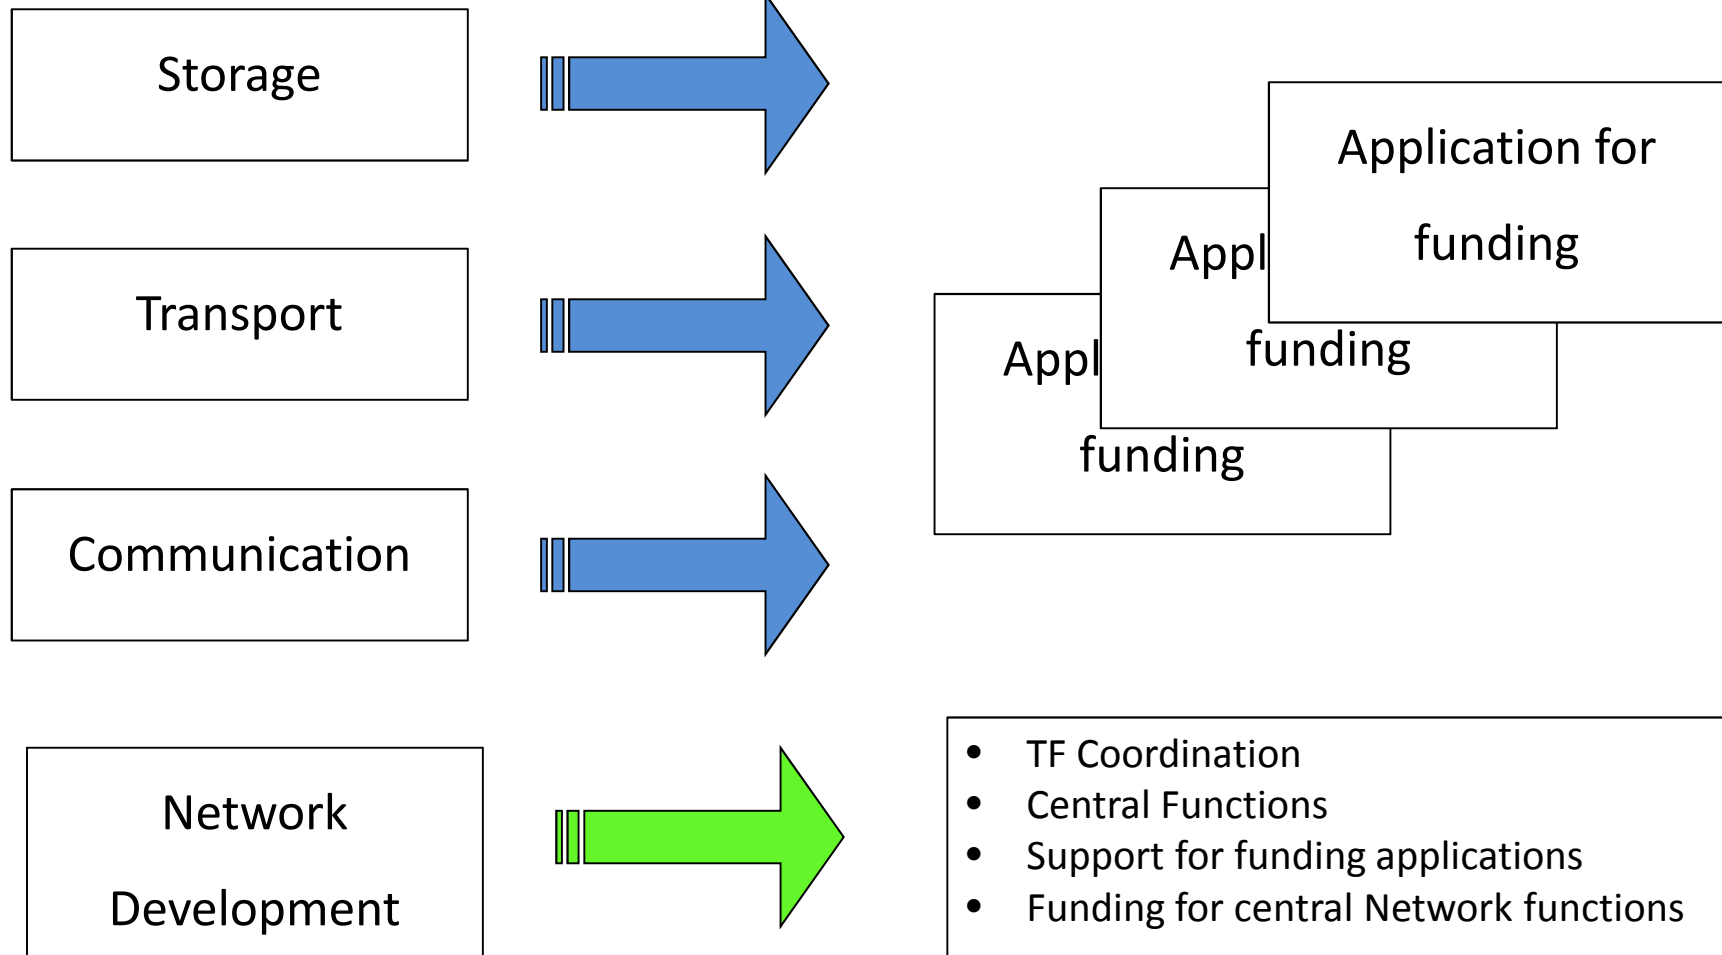 Storage
Transport
Communication
Network
Development
Application for
funding
Appl
funding
Appl
funding
• TF Coordination
• Central Functions
• Support for funding applications
• Funding for central Network functions